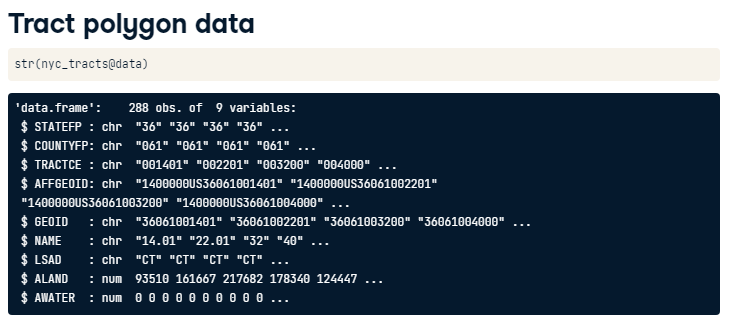 Tract polygon data
str(nyc_tracts@data)
'data.frame':    288 obs. of  9 variables:
 $ STATEFP : chr  "36" "36" "36" "36" ...
 $ COUNTYFP: chr  "061" "061" "061" "061" ...
 $ TRACTCE : chr  "001401" "002201" "003200" "004000" ...
 $ AFFGEOID: chr  "1400000US36061001401" "1400000US36061002201"
 "1400000US36061003200" "1400000US36061004000" ...
 $ GEOID   : chr  "36061001401" "36061002201" "36061003200" "36061004000" ...
 $ NAME    : chr  "14.01" "22.01" "32" "40" ...
 $ LSAD    : chr  "CT" "CT" "CT" "CT" ...
 $ ALAND   : num  93510 161667 217682 178340 124447 ...
 $ AWATER  : num  0 0 0 0 0 0 0 0 0 0 ...